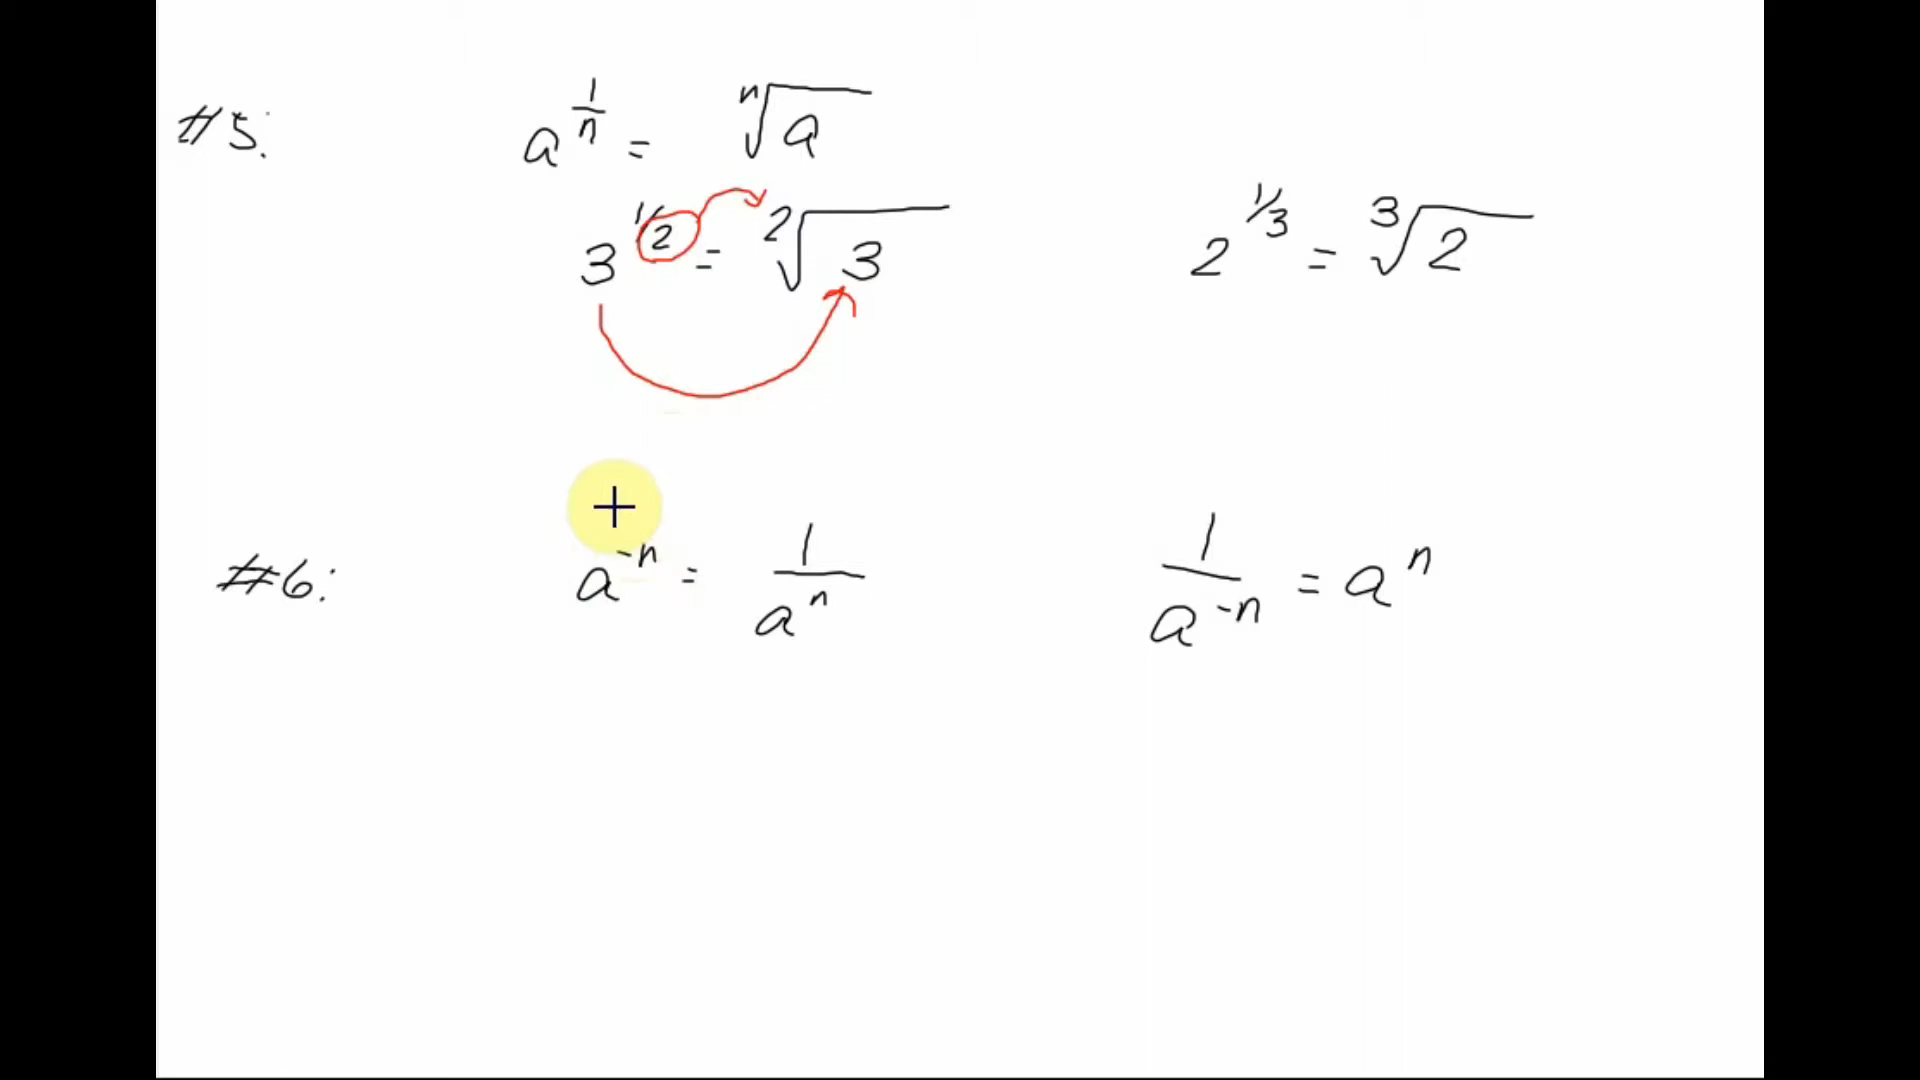 #5: a^{1/n} = ⁿ√a
3^{1/2} = ²√3    2^{1/3} = ³√2
#6: a^{-n} = 1/a^n    1/a^{-n} = a^n